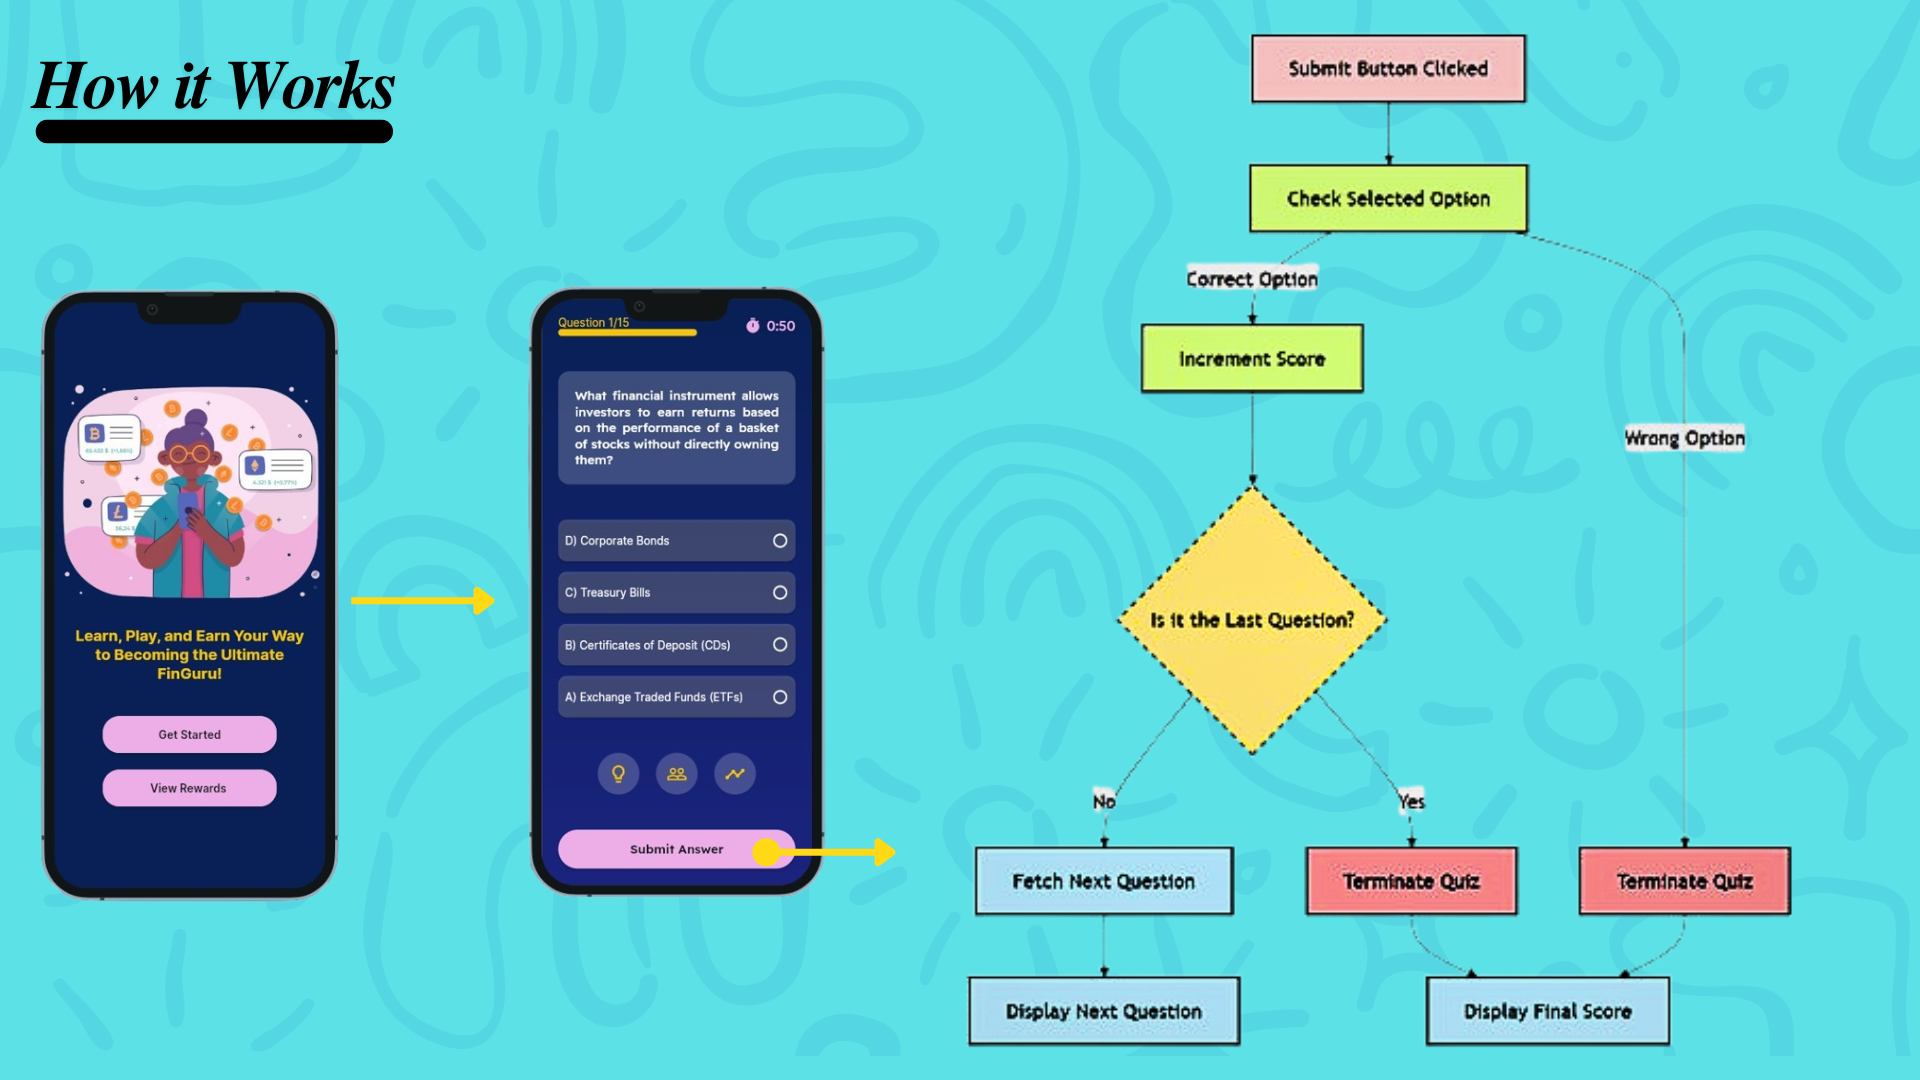 How it Works
Learn, Play, and Earn Your Way
to Becoming the Ultimate
FinGuru!
Get Started
View Rewards
Question 1/15
0:50
What financial instrument allows
investors to earn returns based
on the performance of a basket
of stocks without directly owning
them?
D) Corporate Bonds
C) Treasury Bills
B) Certificates of Deposit (CDs)
A) Exchange Traded Funds (ETFs)
Submit Answer
Submit Button Clicked
Check Selected Option
Correct Option
Increment Score
Wrong Option
Is it the Last Question?
No
Yes
Fetch Next Question
Terminate Quiz
Terminate Quiz
Display Next Question
Display Final Score